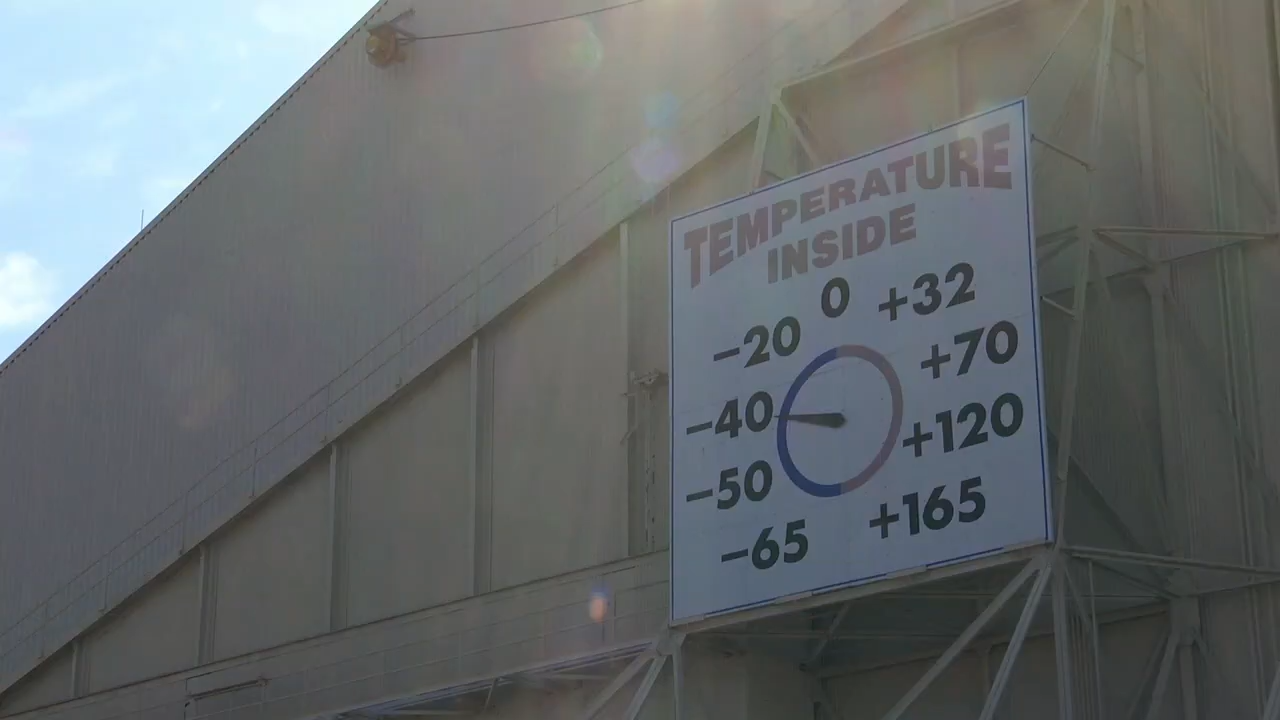 TEMPERATURE
INSIDE
0 +32
-20 +70
-40 +120
-50 +165
-65